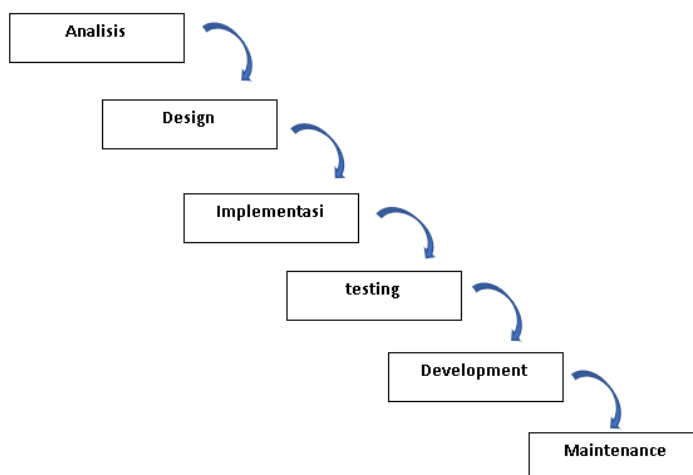 Analisis
Design
Implementasi
testing
Development
Maintenance